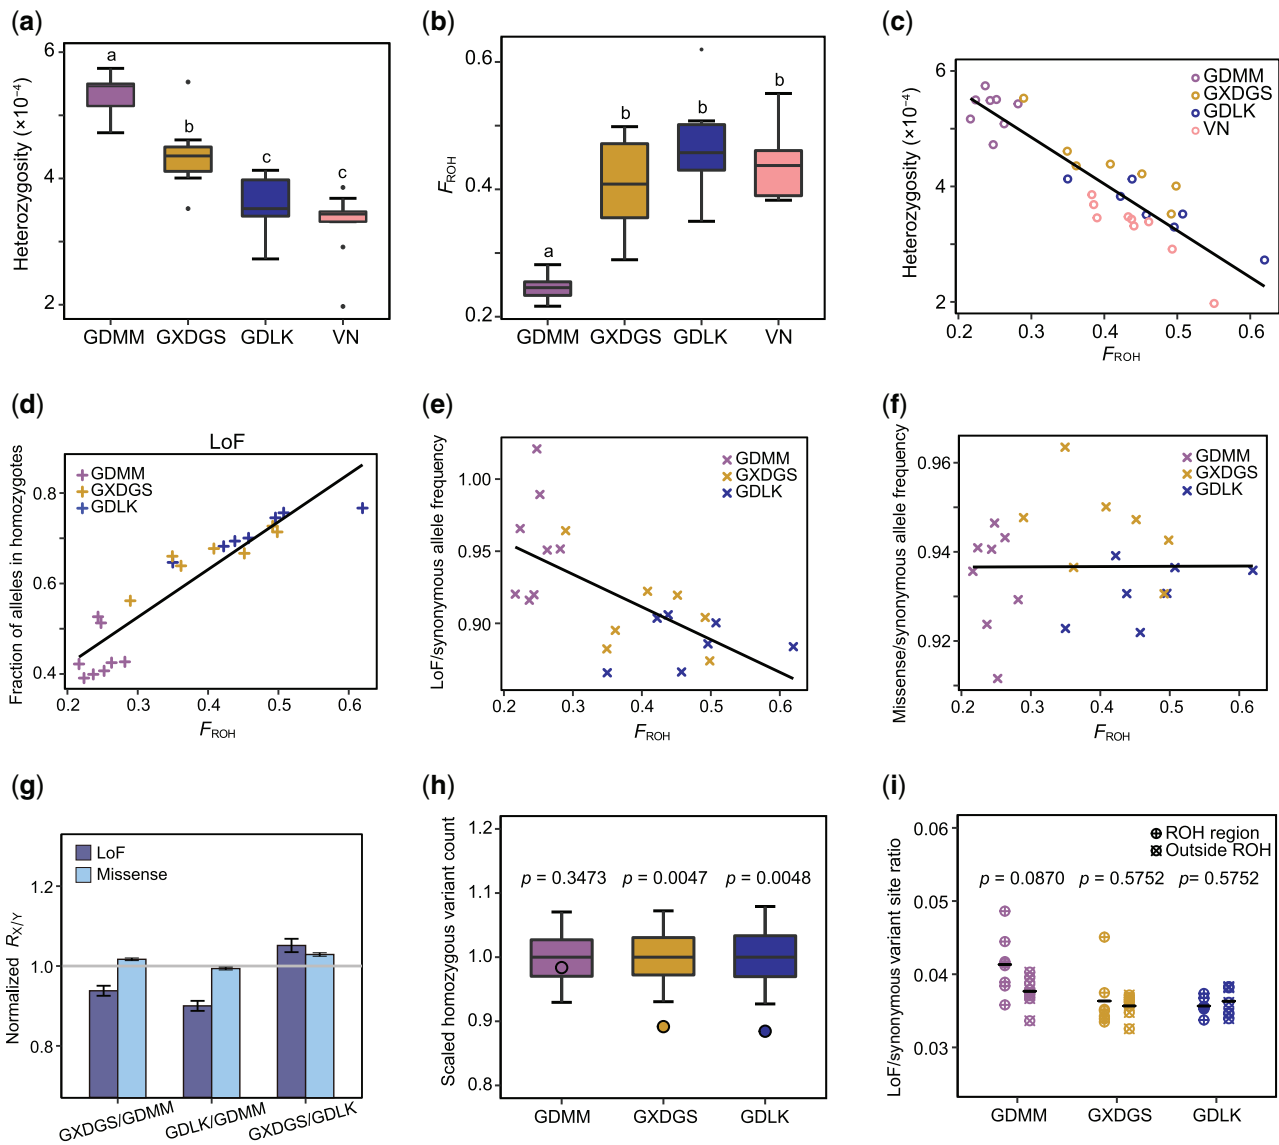 (a)
Heterozygosity (×10⁻⁴)
6
4
2
a
b
c
c
GDMM GXDGS GDLK VN
(b)
F_ROH
0.6
0.4
0.2
a
b
b
b
GDMM GXDGS GDLK VN
(c)
Heterozygosity (×10⁻⁴)
6
4
2
GDMM
GXDGS
GDLK
VN
0.2 0.3 0.4 0.5 0.6
F_ROH
(d)
LoF
Fraction of alleles in homozygotes
0.8
0.6
0.4
GDMM
GXDGS
GDLK
0.2 0.3 0.4 0.5 0.6
F_ROH
(e)
LoF/synonymous allele frequency
1.00
0.95
0.90
GDMM
GXDGS
GDLK
0.2 0.3 0.4 0.5 0.6
F_ROH
(f)
Missense/synonymous allele frequency
0.96
0.94
0.92
GDMM
GXDGS
GDLK
0.2 0.3 0.4 0.5 0.6
F_ROH
(g)
Normalized R_X/Y
1.2
1.0
0.8
LoF
Missense
GXDGS/GDMM GDLK/GDMM GXDGS/GDLK
(h)
Scaled homozygous variant count
1.2
1.1
1.0
0.9
0.8
p = 0.3473 p = 0.0047 p = 0.0048
GDMM GXDGS GDLK
(i)
LoF/synonymous variant site ratio
0.06
0.05
0.04
0.03
ROH region
Outside ROH
p = 0.0870 p = 0.5752 p= 0.5752
GDMM GXDGS GDLK